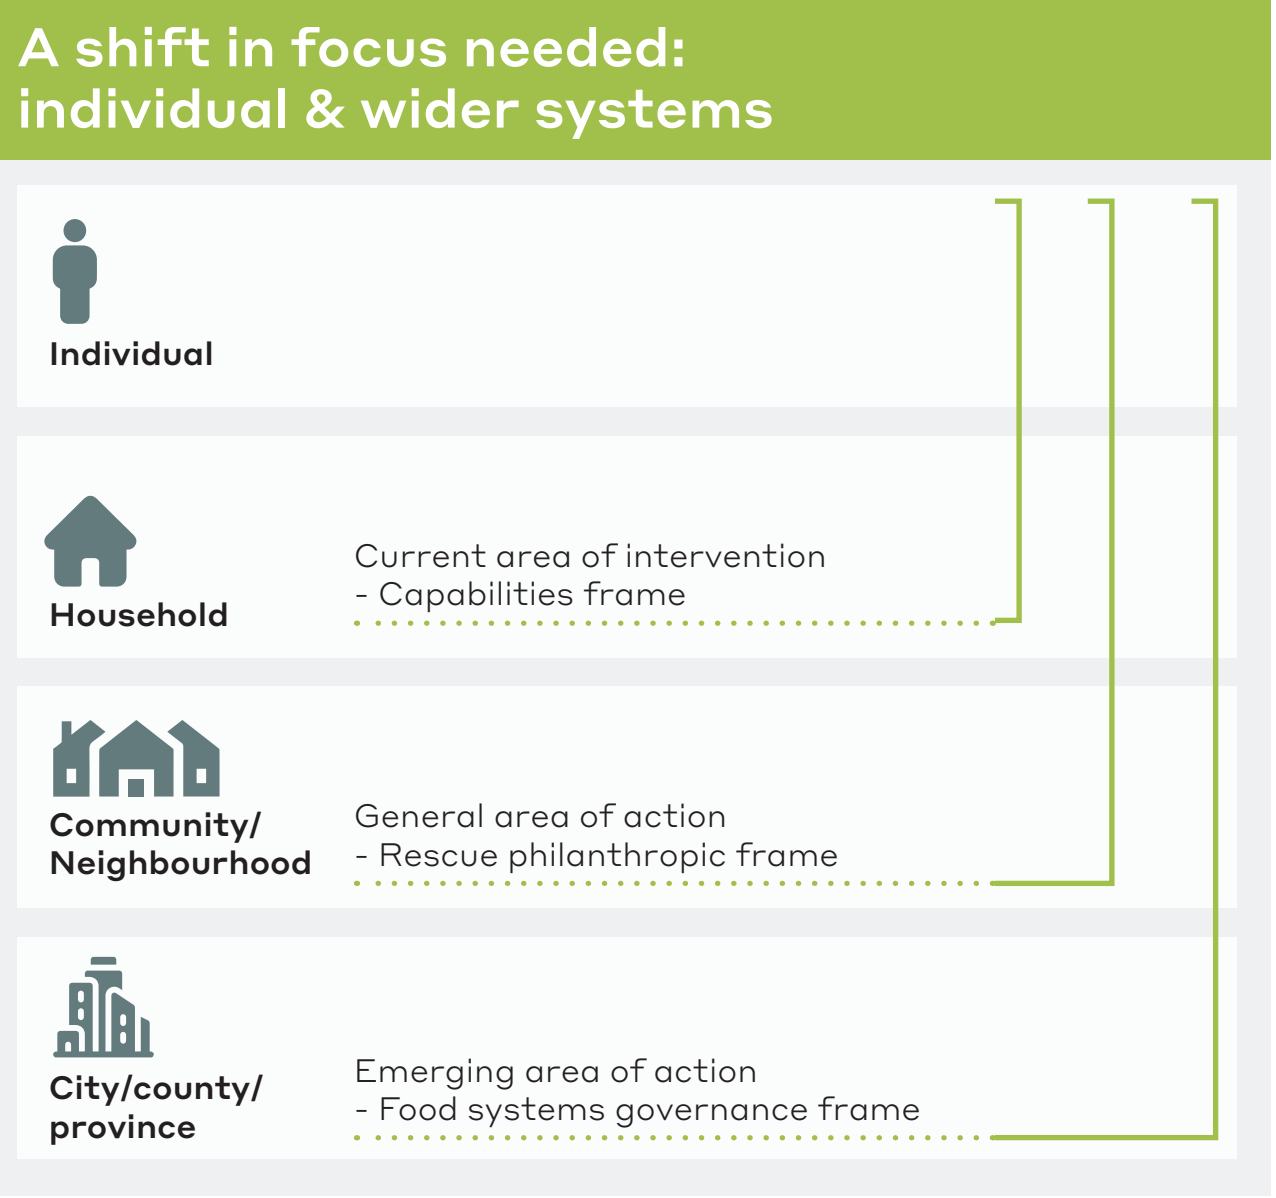 A shift in focus needed:
individual & wider systems
Individual
Household
Current area of intervention
- Capabilities frame
Community/
Neighbourhood
General area of action
- Rescue philanthropic frame
City/county/
province
Emerging area of action
- Food systems governance frame